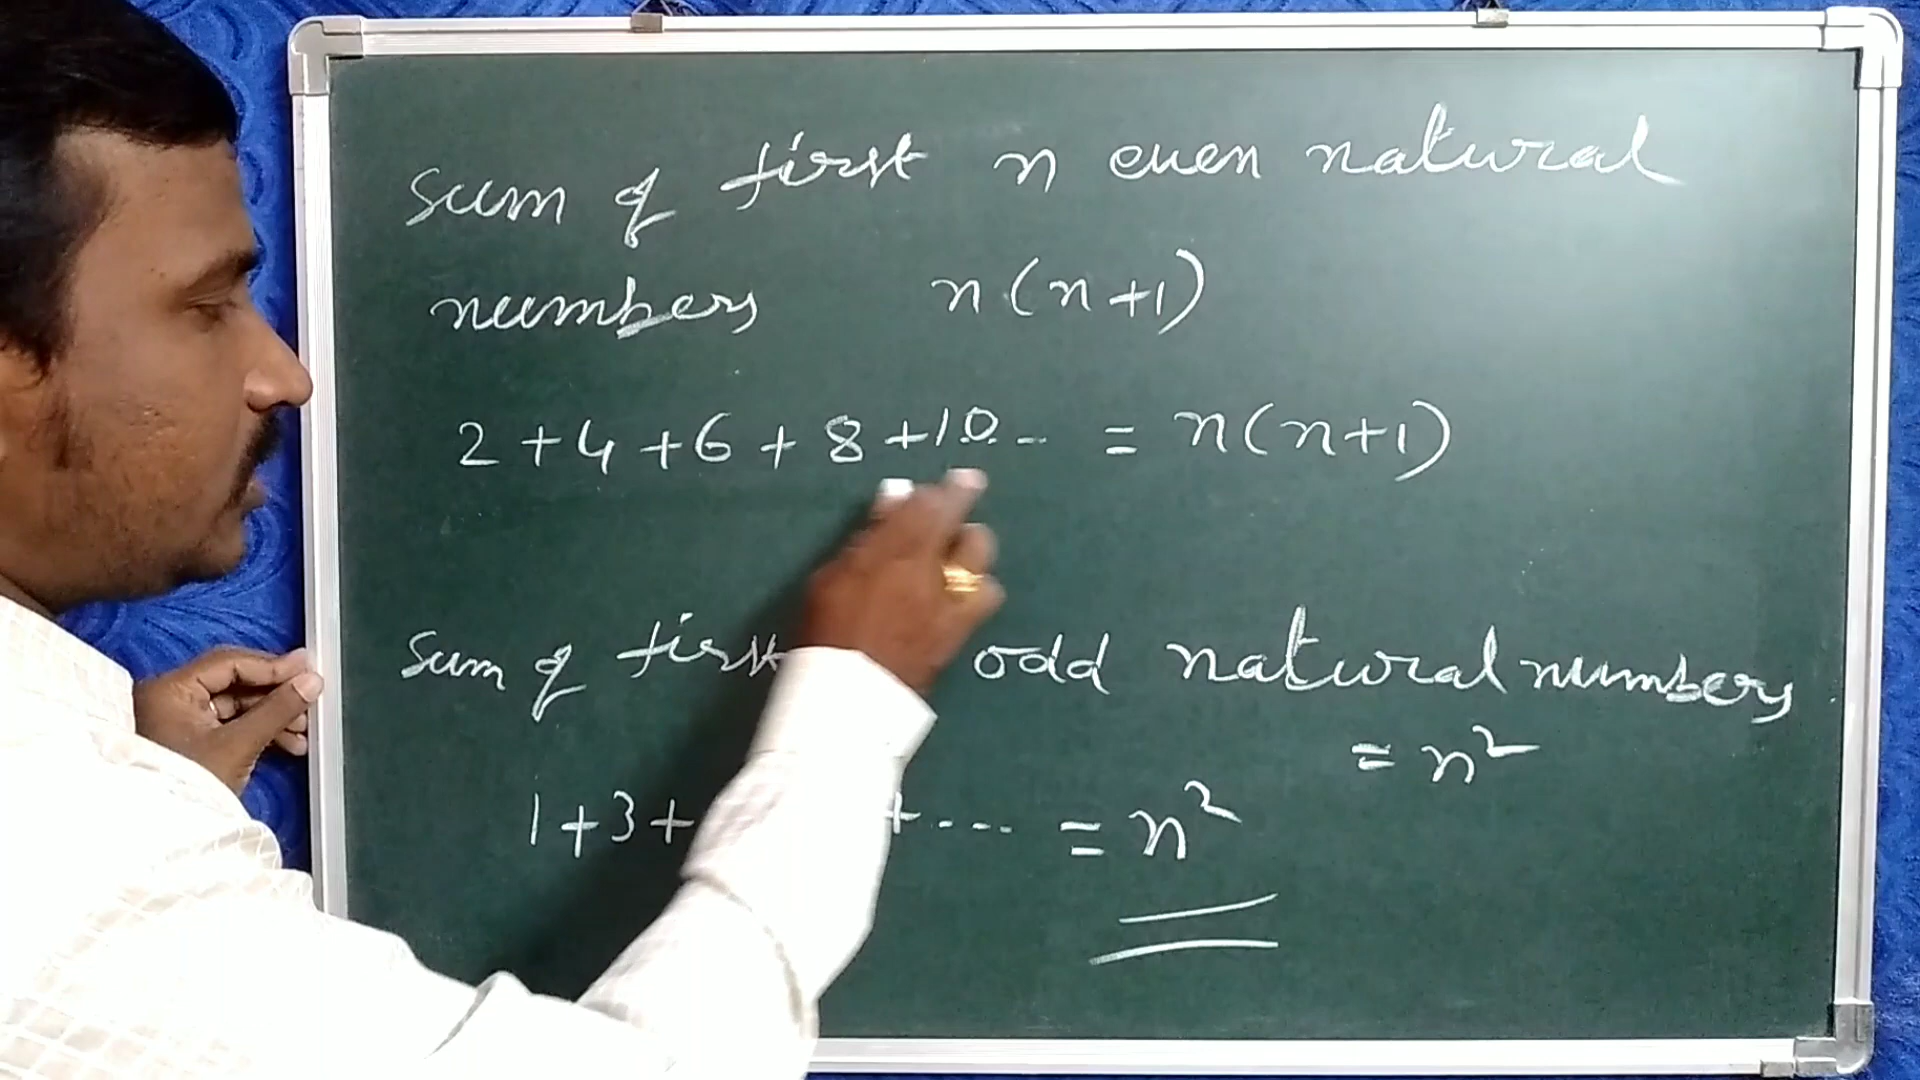 Sum of first n even natural
numbers n(n+1)
2+4+6+8+10.. = n(n+1)
Sum of first odd natural numbers
= n²
1+3+ +.... = n²